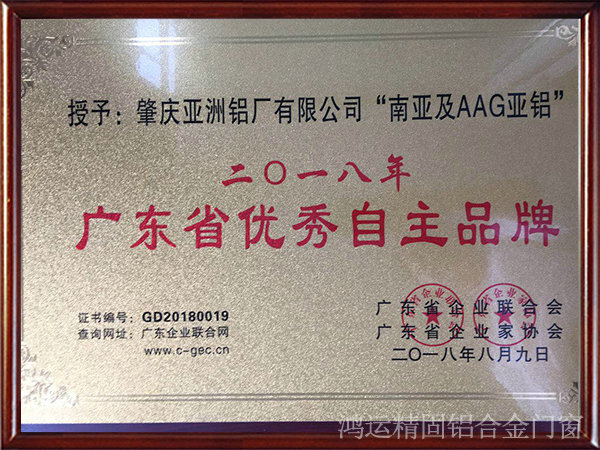 授予：肇庆亚洲铝厂有限公司“南亚及AAG亚铝”
二〇一八年
广东省优秀自主品牌
证书编号：GD20180019
查询网址：广东企业联合网
www.c-gec.cn
广东省企业联合会
广东省企业家协会
二〇一八年八月九日
鸿运精固铝合金门窗